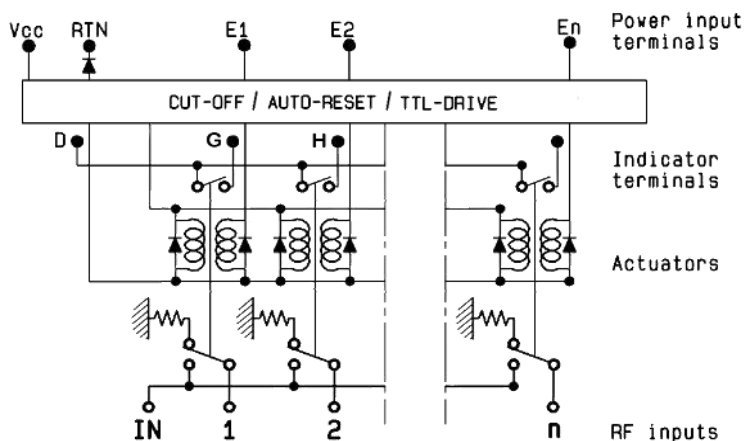 Vcc RTN E1 E2 En Power input
terminals
CUT-OFF / AUTO-RESET / TTL-DRIVE
D G H
Indicator
terminals
Actuators
IN 1 2 n RF inputs